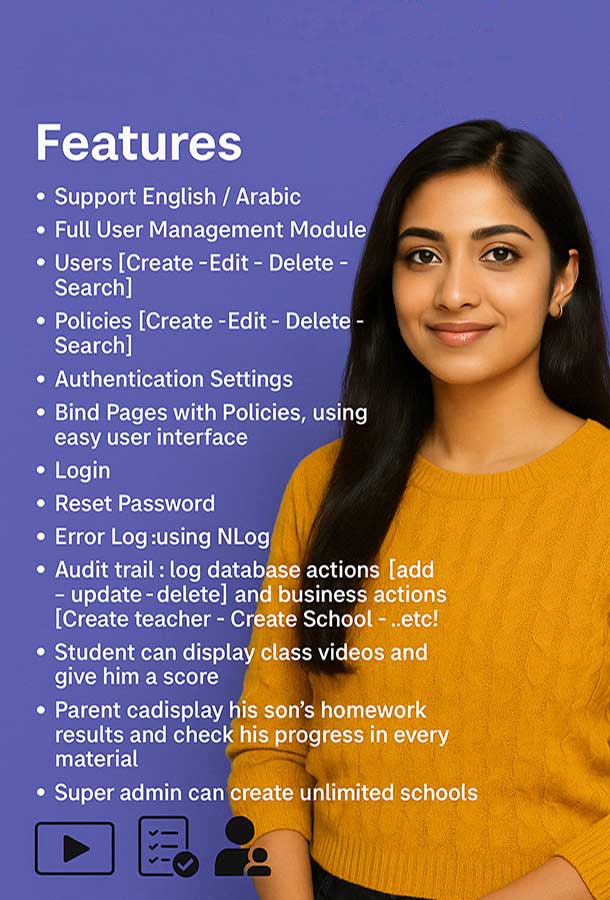 Features
• Support English / Arabic
• Full User Management Module
• Users [Create -Edit - Delete -
Search]
• Policies [Create -Edit - Delete -
Search]
• Authentication Settings
• Bind Pages with Policies, using
easy user interface
• Login
• Reset Password
• Error Log :using NLog
• Audit trail : log database actions [add
– update - delete] and business actions
[Create teacher - Create School - ..etc!
• Student can display class videos and
give him a score
• Parent cadisplay his son's homework
results and check his progress in every
material
• Super admin can create unlimited schools